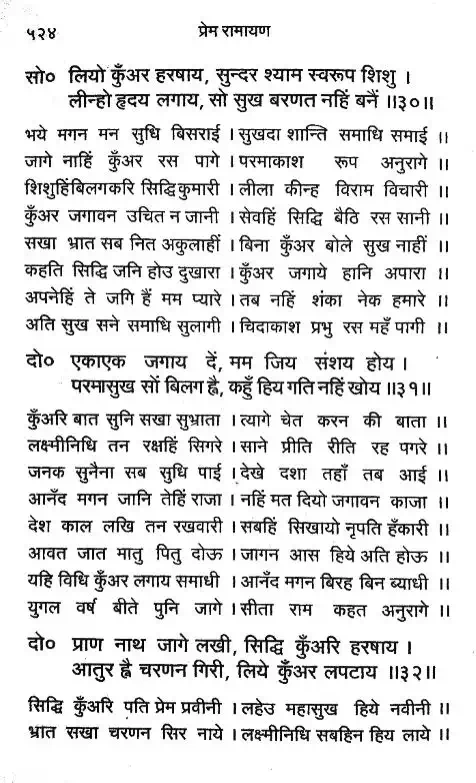 ५२४ प्रेम रामायण
सो० लियो कुँअर हरषाय, सुन्दर श्याम स्वरूप शिशु ।
लीन्हो हृदय लगाय, सो सुख बरणत नहिं बनैं ।।३०।।
भये मगन मन सुधि बिसराई । सुखदा शान्ति समाधि समाई ।।
जागे नाहिं कुँअर रस पागे । परमाकाश रूप अनुरागे ।।
शिशुहिंबिलगकरि सिद्धिकुमारी । लीला कीन्ह विराम विचारी ।।
कुँअर जगावन उचित न जानी । सेवहिं सिद्धि बैठि रस सानी ।।
सखा भ्रात सब नित अकुलाहीं । बिना कुँअर बोले सुख नाहीं ।।
कहति सिद्धि जनि होउ दुखारा । कुँअर जगाये हानि अपारा ।।
अपनेहिं ते जगि हैं मम प्यारे । तब नहिं शंका नेक हमारे ।।
अति सुख सने समाधि सुलागी । चिदाकाश प्रभु रस महँ पागी ।।
दो० एकाएक जगाय दें, मम जिय संशय होय ।
परमासुख सों बिलग ह्वै, कहुँ हिय गति नहिं खोय ।।३१।।
कुँअरि बात सुनि सखा सुभ्राता । त्यागे चेत करन की बाता ।।
लक्ष्मीनिधि तन रक्षहिं सिगरे । साने प्रीति रीति रह पगरे ।।
जनक सुनैना सब सुधि पाई । देखे दशा तहाँ तब आई ।।
आनँद मगन जानि तेहिं राजा । नहिं मत दियो जगावन काजा ।।
देश काल लखि तन रखवारी । सबहिं सिखायो नृपति हँकारी ।।
आवत जात मातु पितु दोऊ । जागन आस हिये अति होऊ ।।
यहि विधि कुँअर लगाय समाधी । आनँद मगन बिरह बिन ब्याधी ।।
युगल वर्ष बीते पुनि जागे । सीता राम कहत अनुरागे ।।
दो० प्राण नाथ जागे लखी, सिद्धि कुँअरि हरषाय ।
आतुर ह्वै चरणन गिरी, लिये कुँअर लपटाय ।।३२।।
सिद्धि कुँअरि पति प्रेम प्रवीनी । लहेउ महासुख हिये नवीनी ।।
भ्रात सखा चरणन सिर नाये । लक्ष्मीनिधि सबहिन हिय लाये ।।